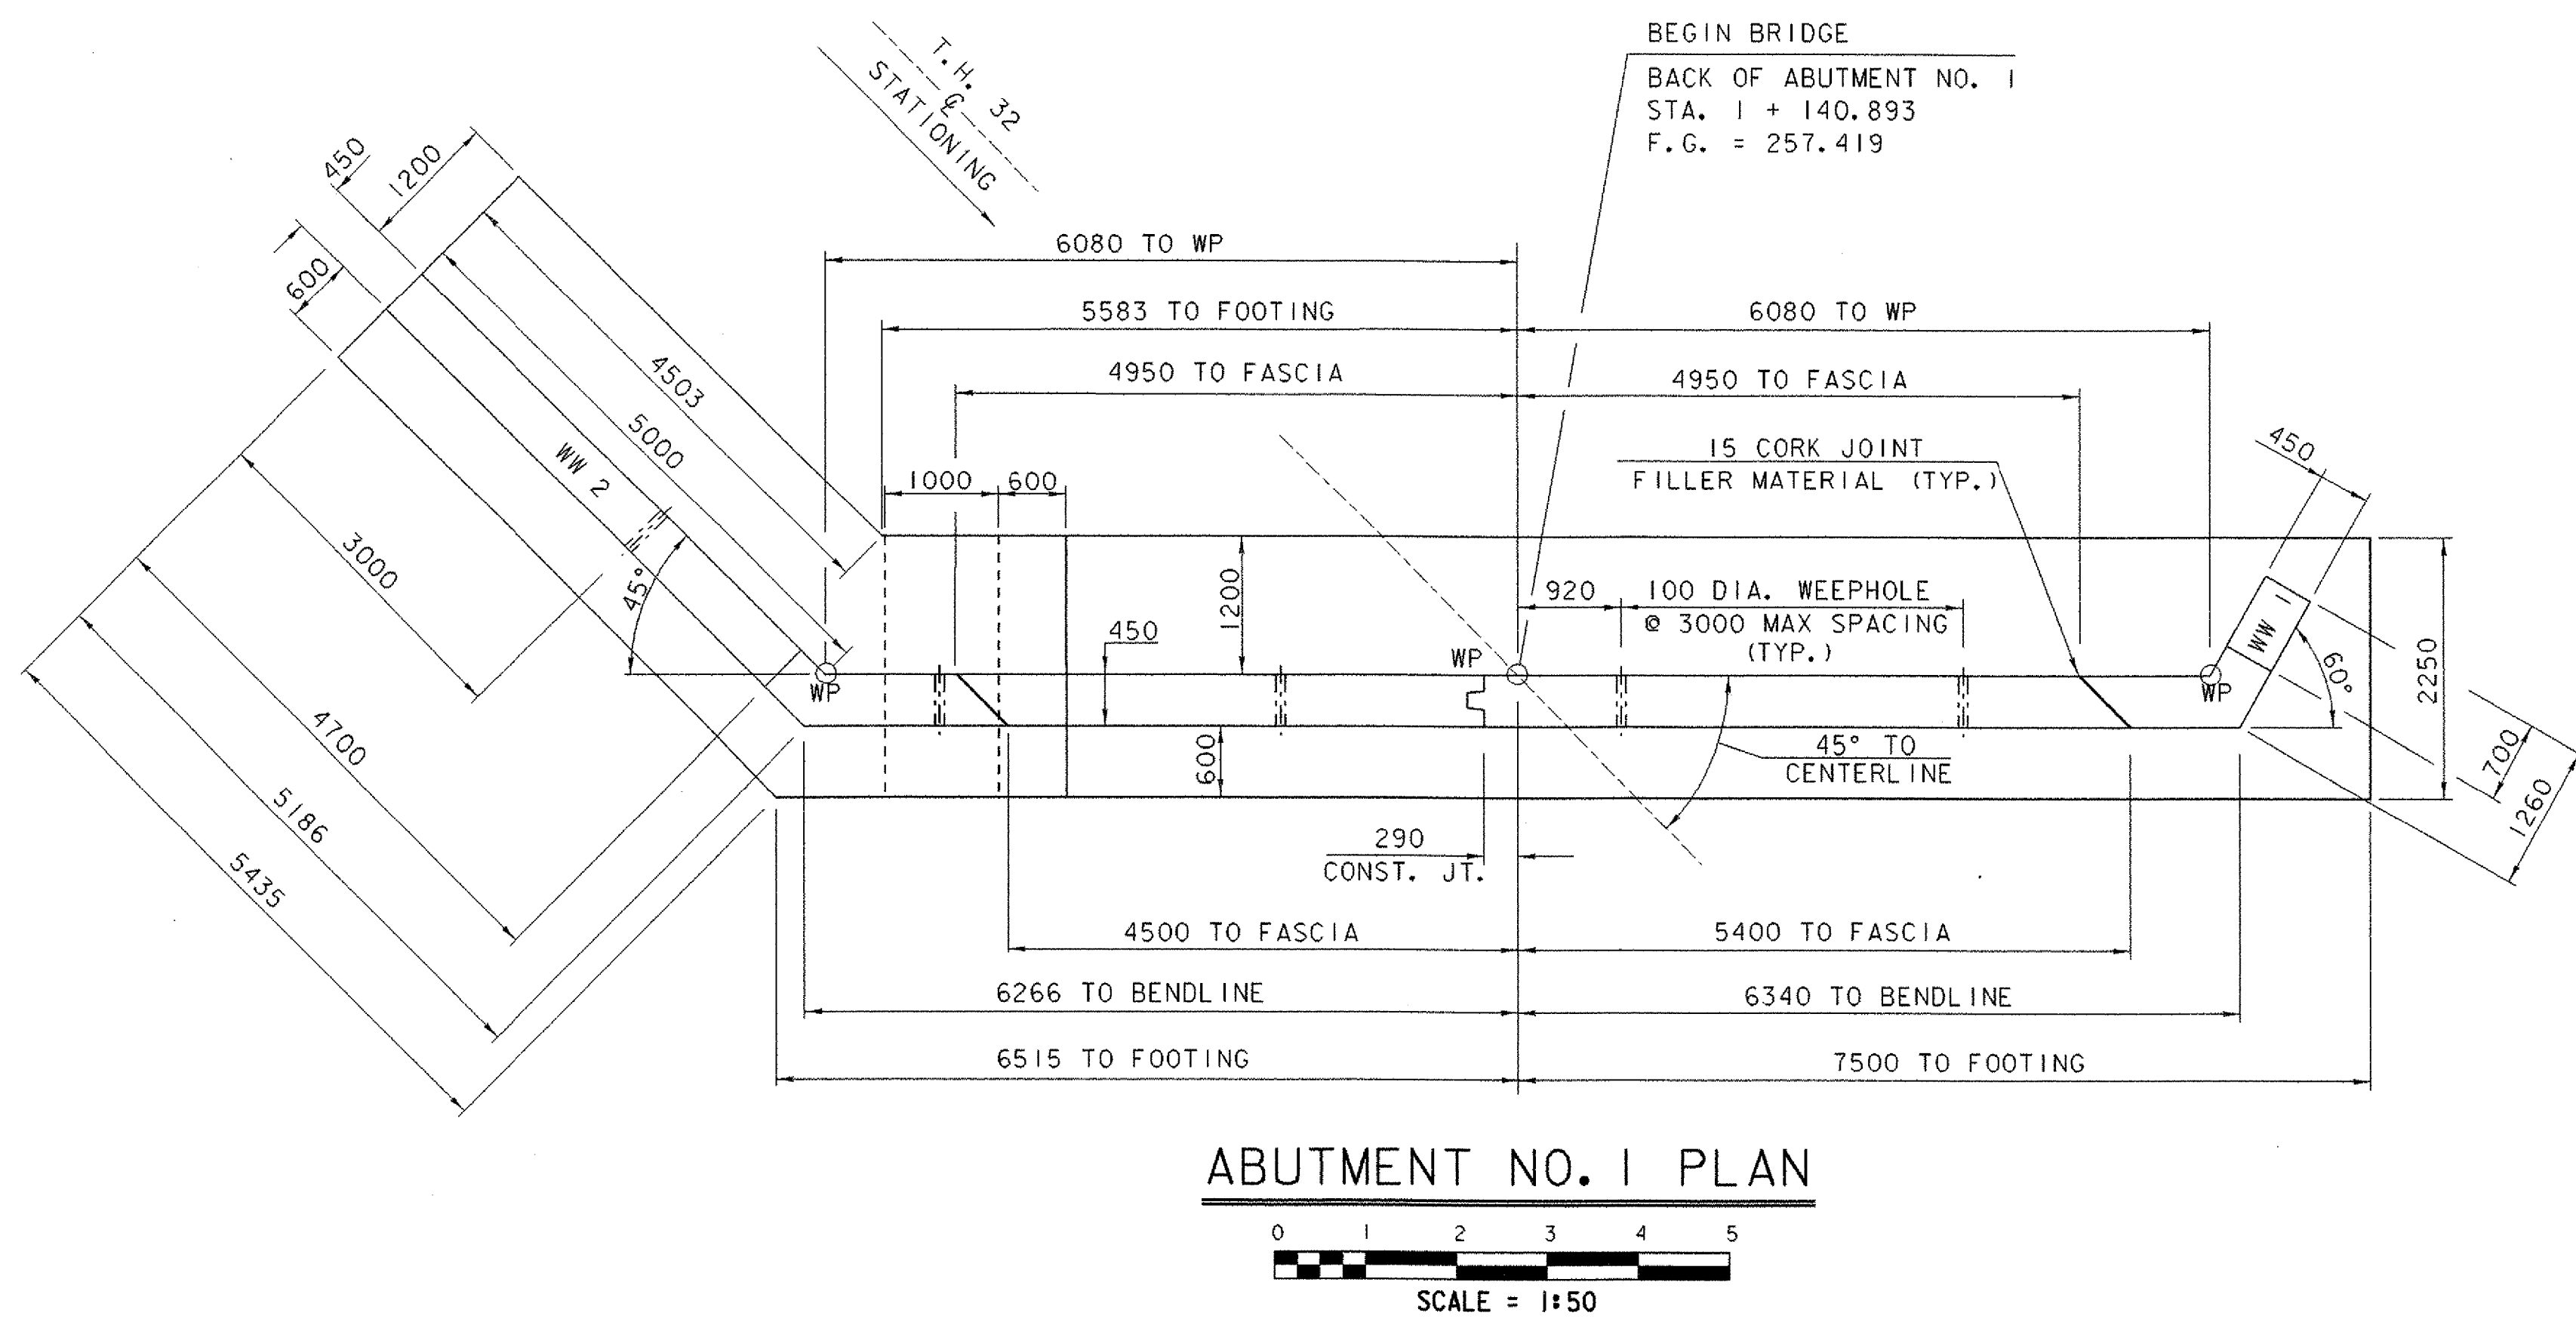 BEGIN BRIDGE
BACK OF ABUTMENT NO. 1
STA. 1 + 140.893
F.G. = 257.419
T.H. 32
℄
STATIONING
450
1200
600
6080 TO WP
5583 TO FOOTING
6080 TO WP
4950 TO FASCIA
4950 TO FASCIA
15 CORK JOINT
FILLER MATERIAL (TYP.)
450
4503
5000
WW 2
1000
600
3000
45°
1200
450
920
100 DIA. WEEPHOLE
@ 3000 MAX SPACING
(TYP.)
WP
WP
WP
WW 1
60°
2250
4700
5186
5435
600
45° TO
CENTERLINE
700
1260
290
CONST. JT.
4500 TO FASCIA
5400 TO FASCIA
6266 TO BENDLINE
6340 TO BENDLINE
6515 TO FOOTING
7500 TO FOOTING
ABUTMENT NO. 1 PLAN
0 1 2 3 4 5
SCALE = 1:50